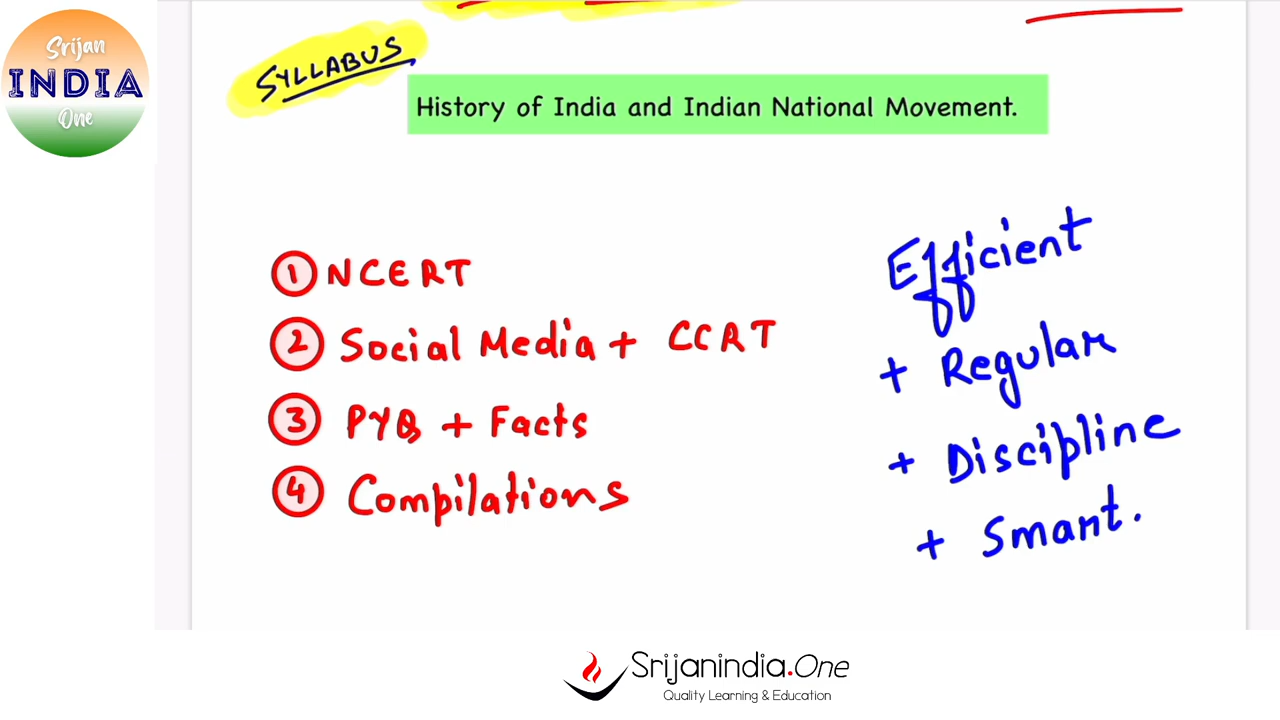 Srijan
INDIA
One
SYLLABUS
History of India and Indian National Movement.
1 NCERT
2 Social Media + CCRT
3 PYQ + Facts
4 Compilations
Efficient
+ Regular
+ Discipline
+ Smart.
Srijanindia.One
Quality Learning & Education